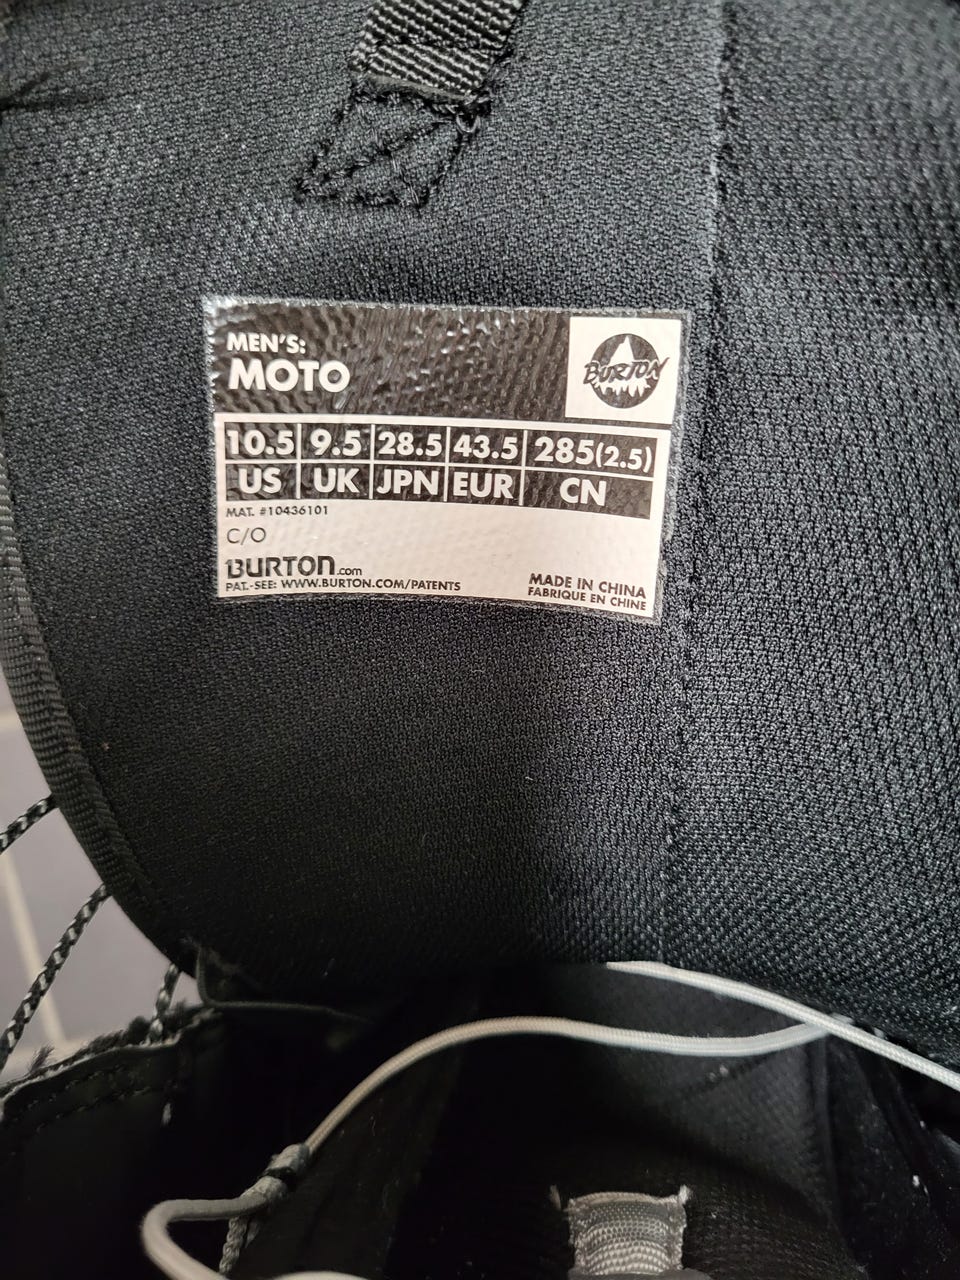 MEN'S:
MOTO
BURTON
10.5 9.5 28.5 43.5 285(2.5)
US UK JPN EUR CN
MAT. #10436101
C/O
BURTON.com
PAT.-SEE: WWW.BURTON.COM/PATENTS
MADE IN CHINA
FABRIQUE EN CHINE